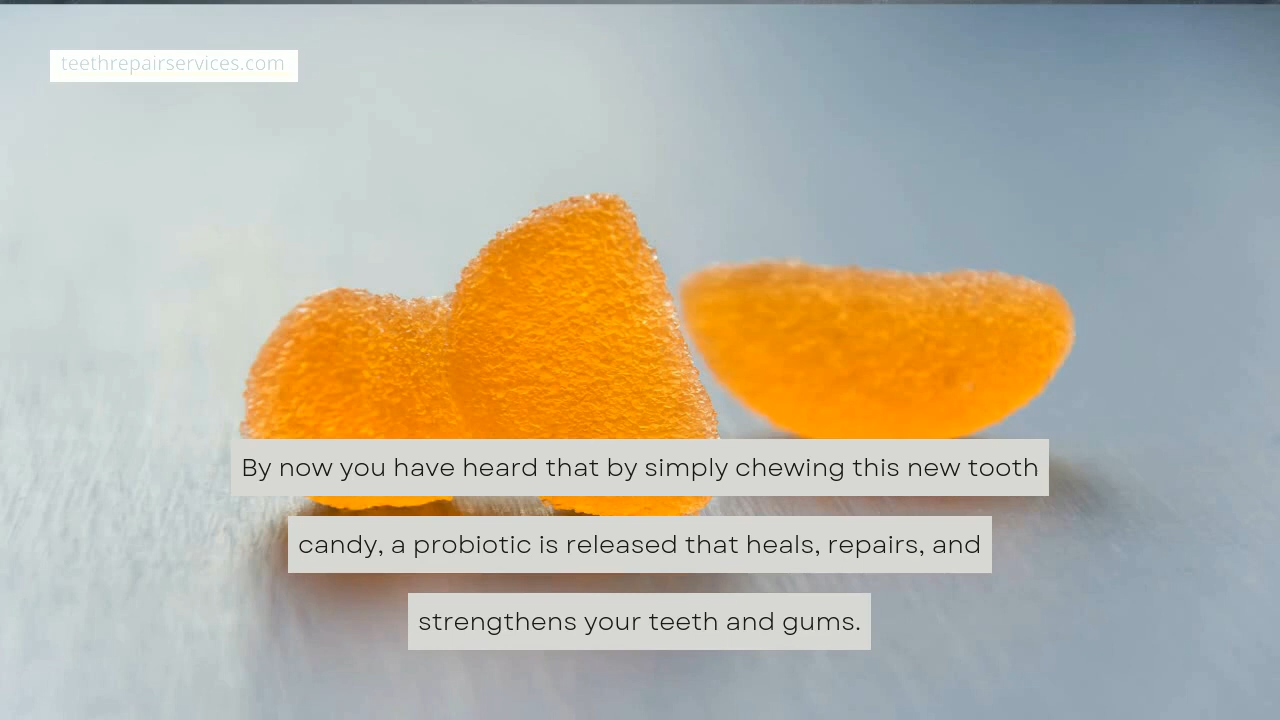 teethrepairservices.com
By now you have heard that by simply chewing this new tooth
candy, a probiotic is released that heals, repairs, and
strengthens your teeth and gums.